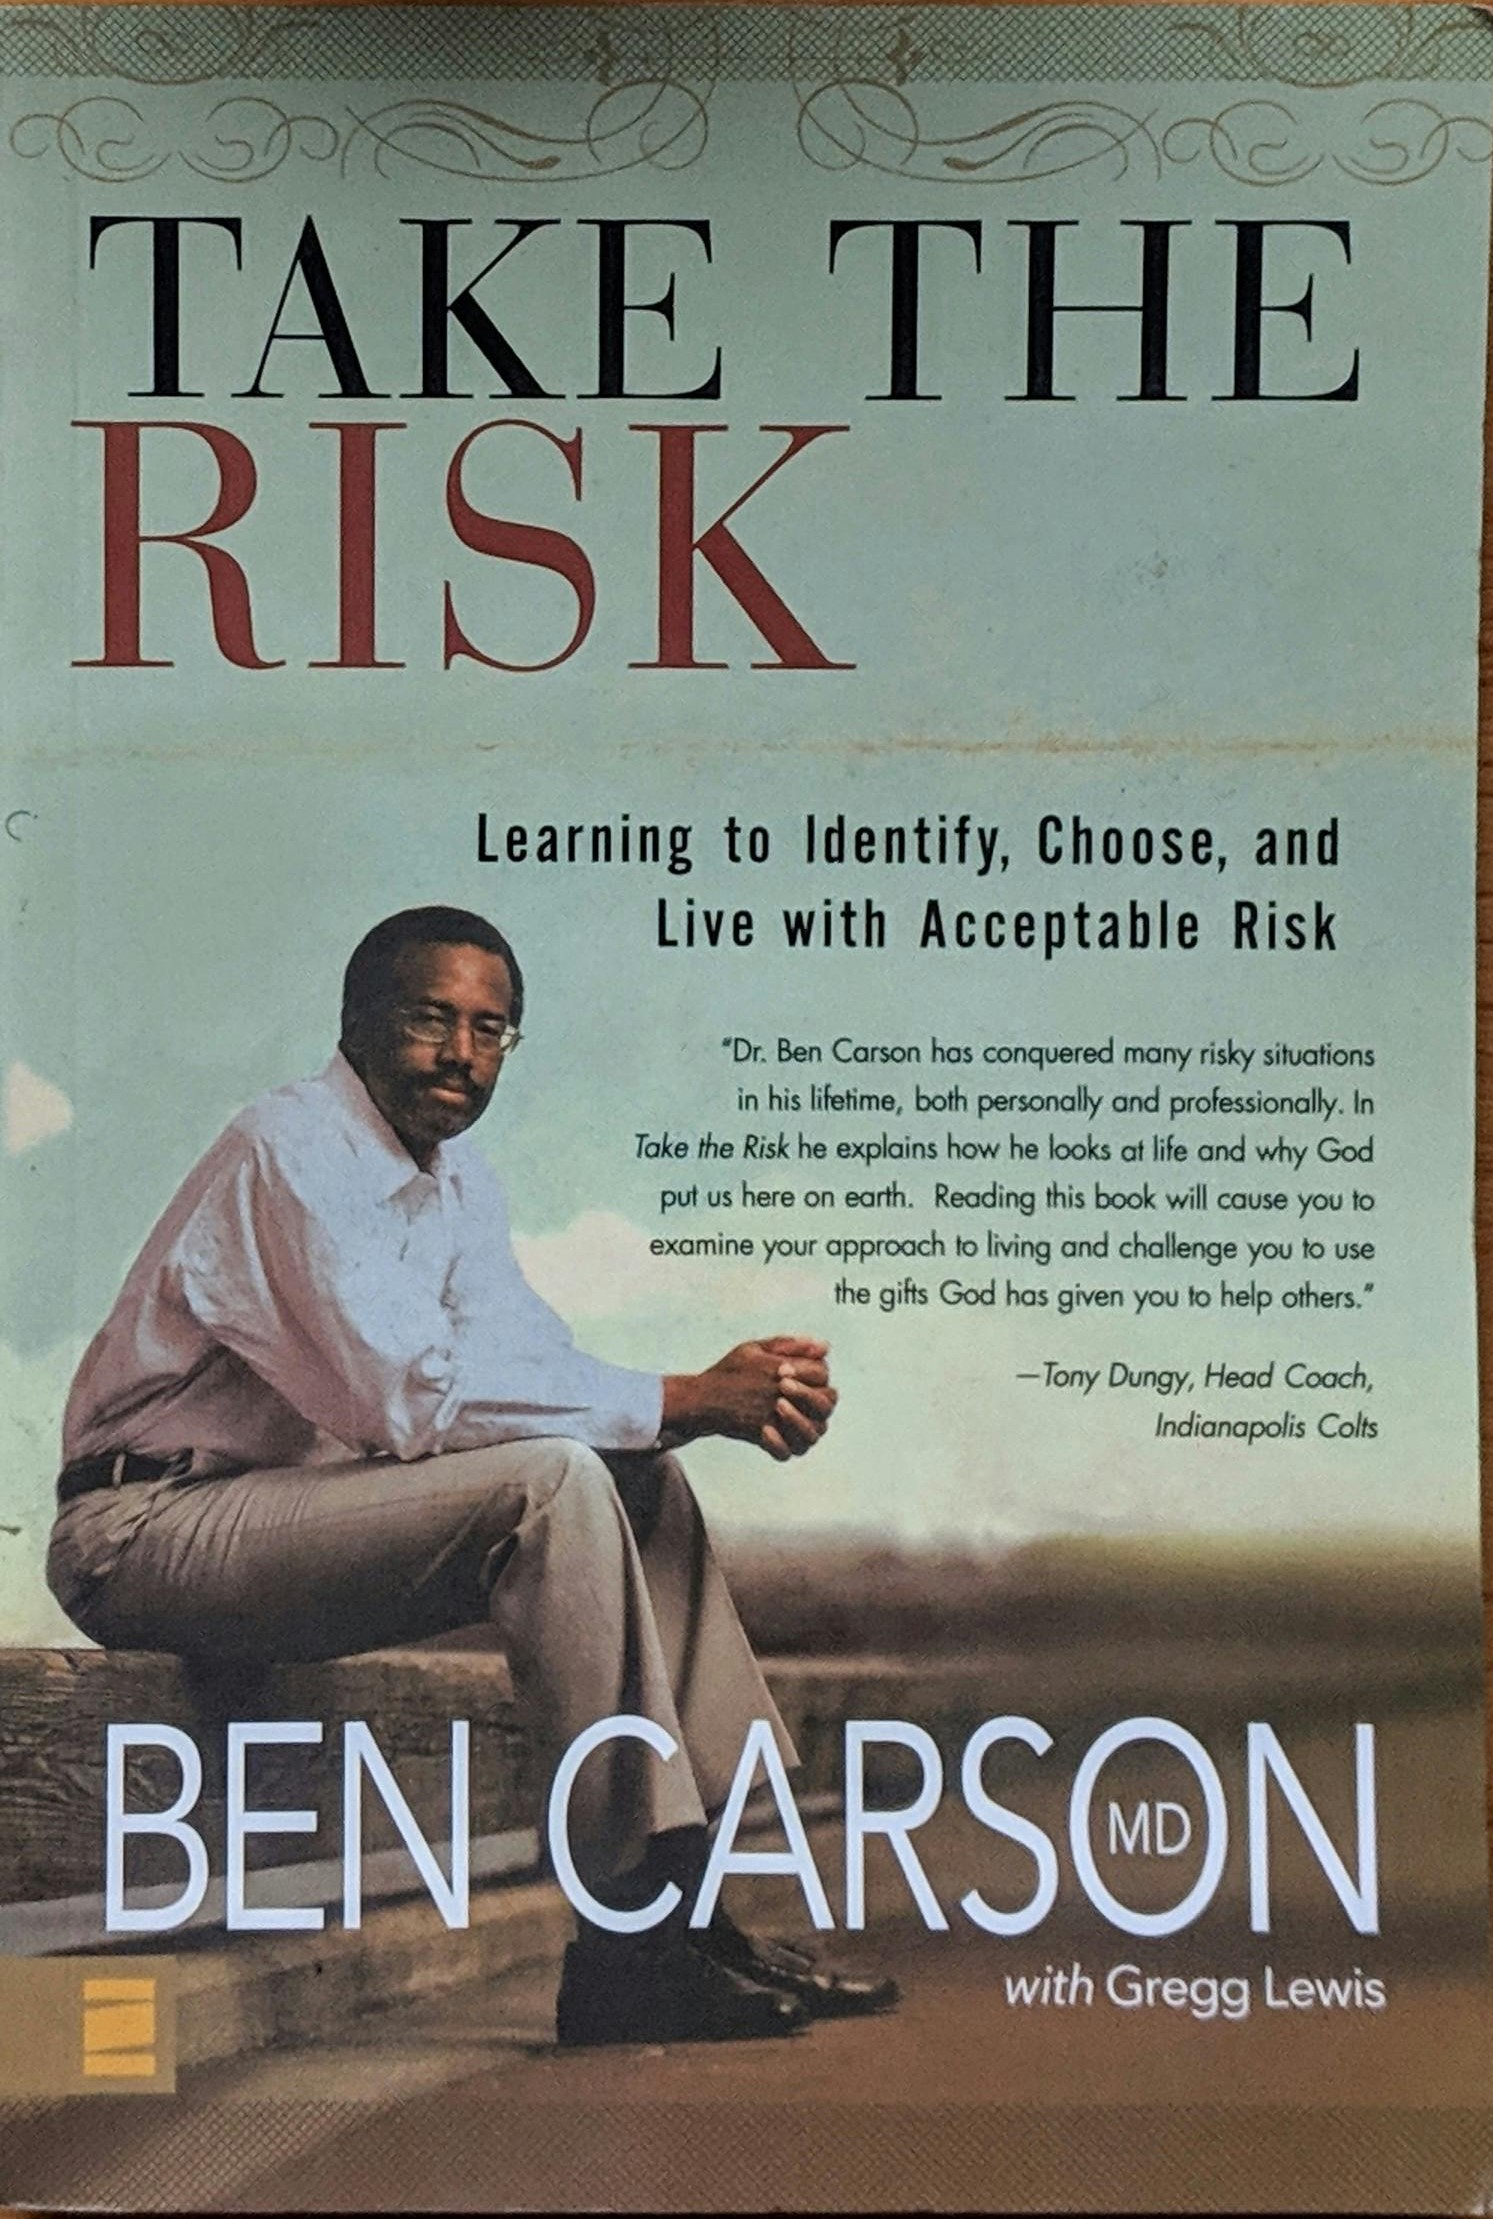 TAKE THE
RISK
Learning to Identify, Choose, and
Live with Acceptable Risk
“Dr. Ben Carson has conquered many risky situations
in his lifetime, both personally and professionally. In
Take the Risk he explains how he looks at life and why God
put us here on earth. Reading this book will cause you to
examine your approach to living and challenge you to use
the gifts God has given you to help others.”
—Tony Dungy, Head Coach,
Indianapolis Colts
BEN CARSON
MD
with Gregg Lewis